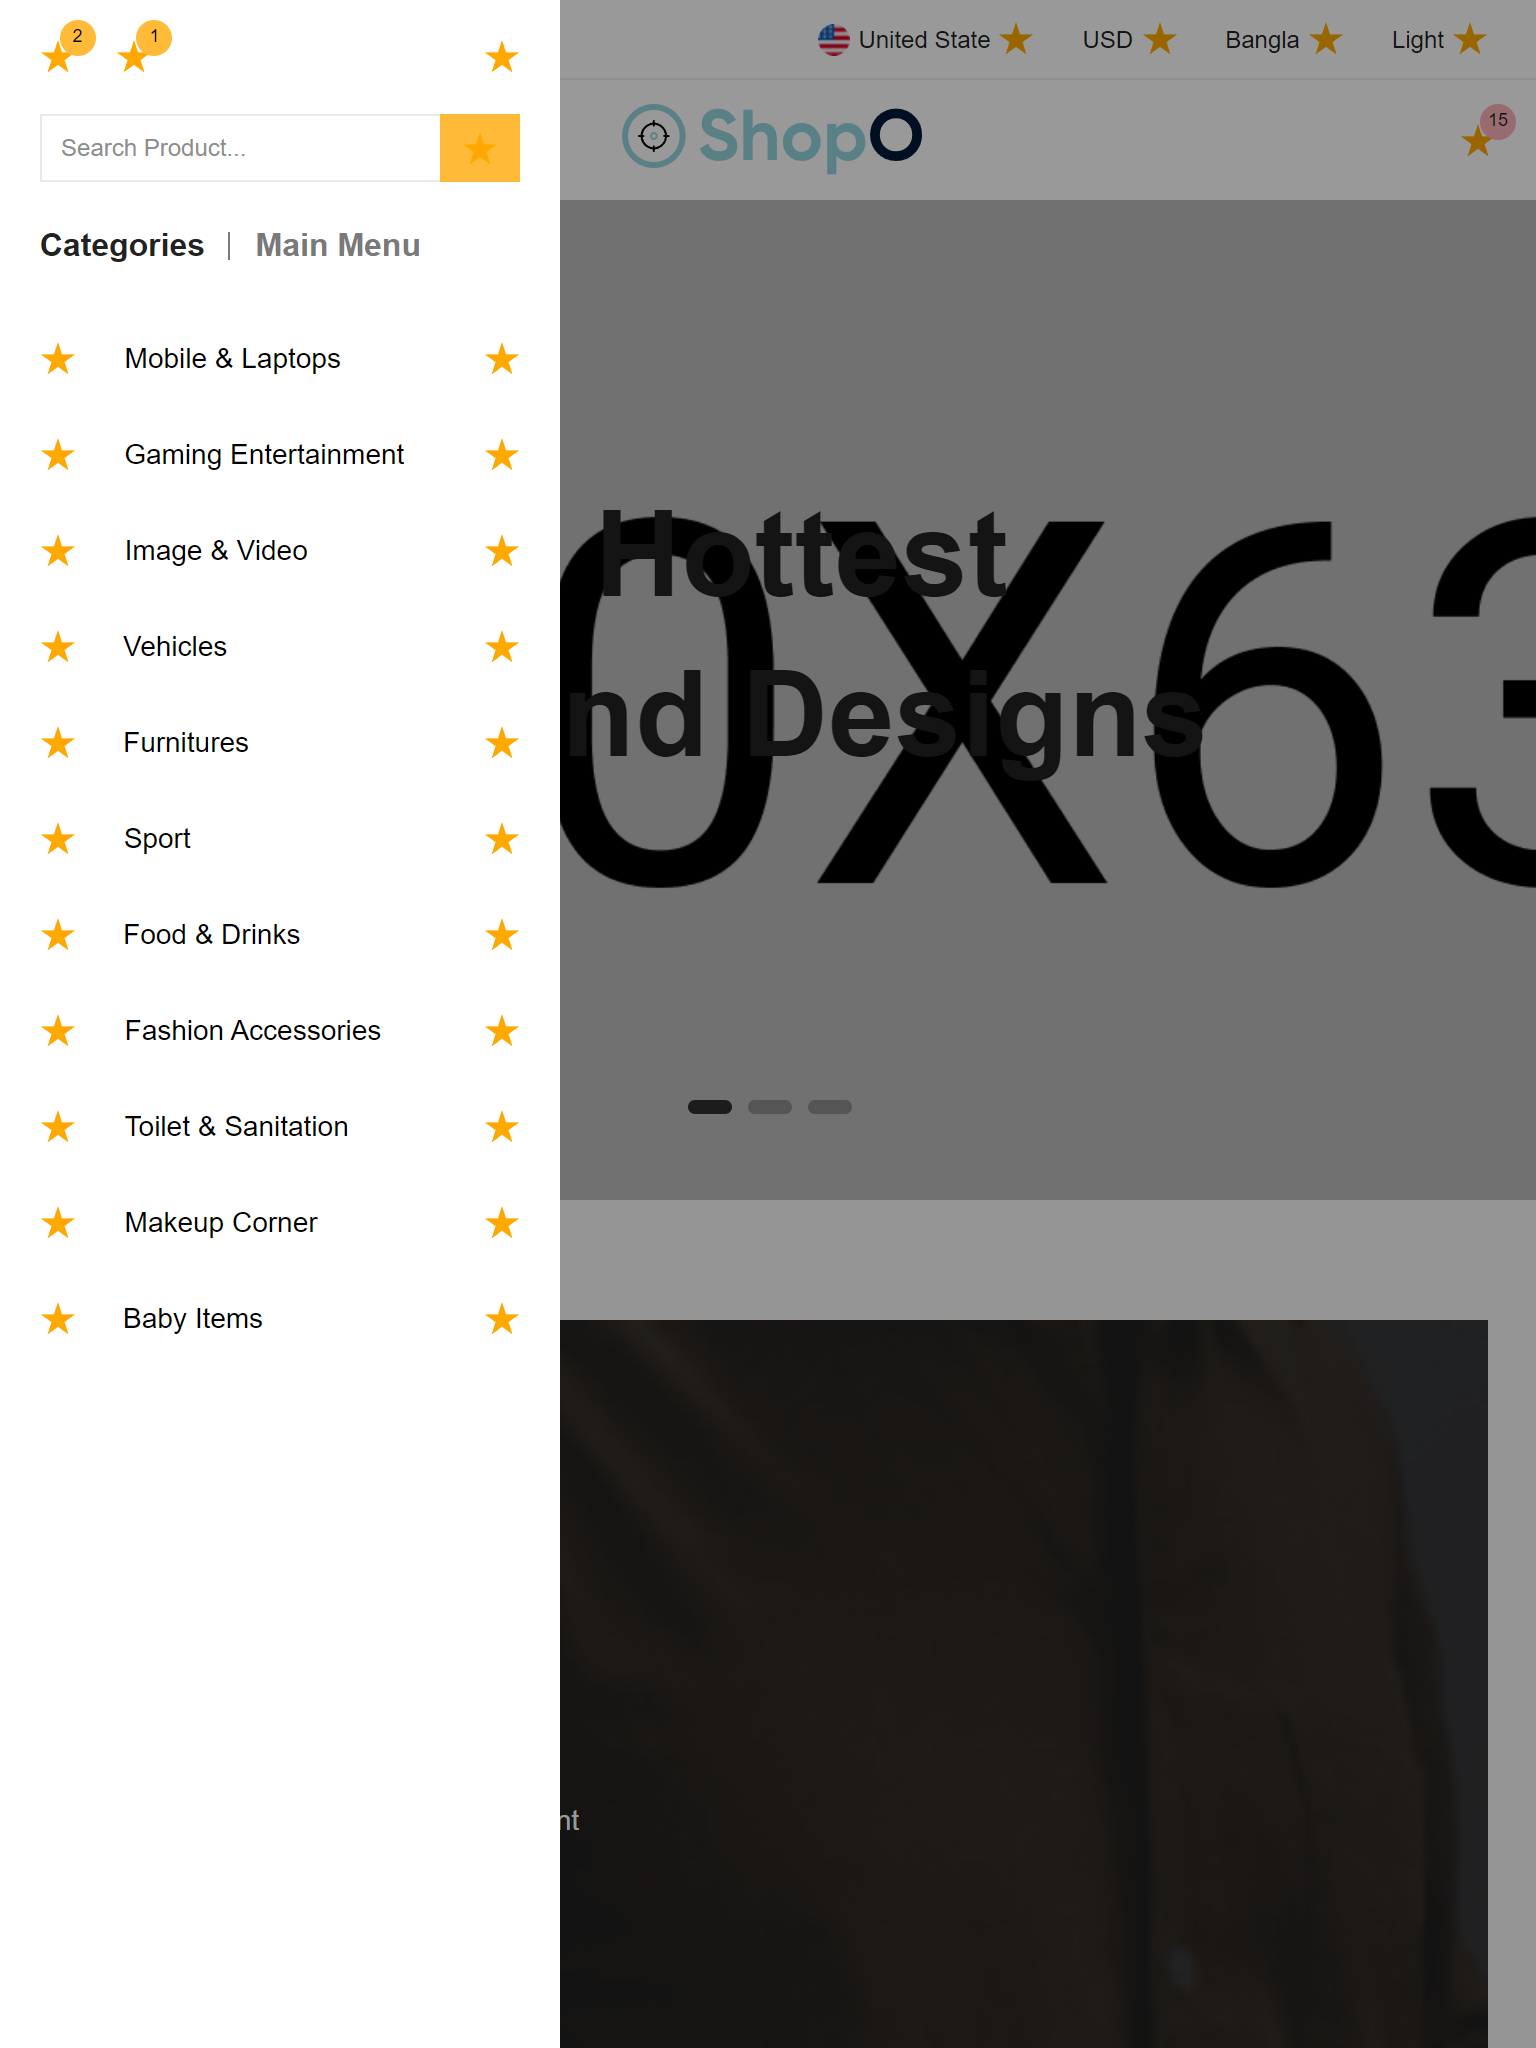 2
1
United State
USD
Bangla
Light
Search Product...
ShopO
15
Categories | Main Menu
Mobile & Laptops
Gaming Entertainment
Image & Video
Vehicles
Furnitures
Sport
Food & Drinks
Fashion Accessories
Toilet & Sanitation
Makeup Corner
Baby Items
Hottest
nd Designs
0X63
nt